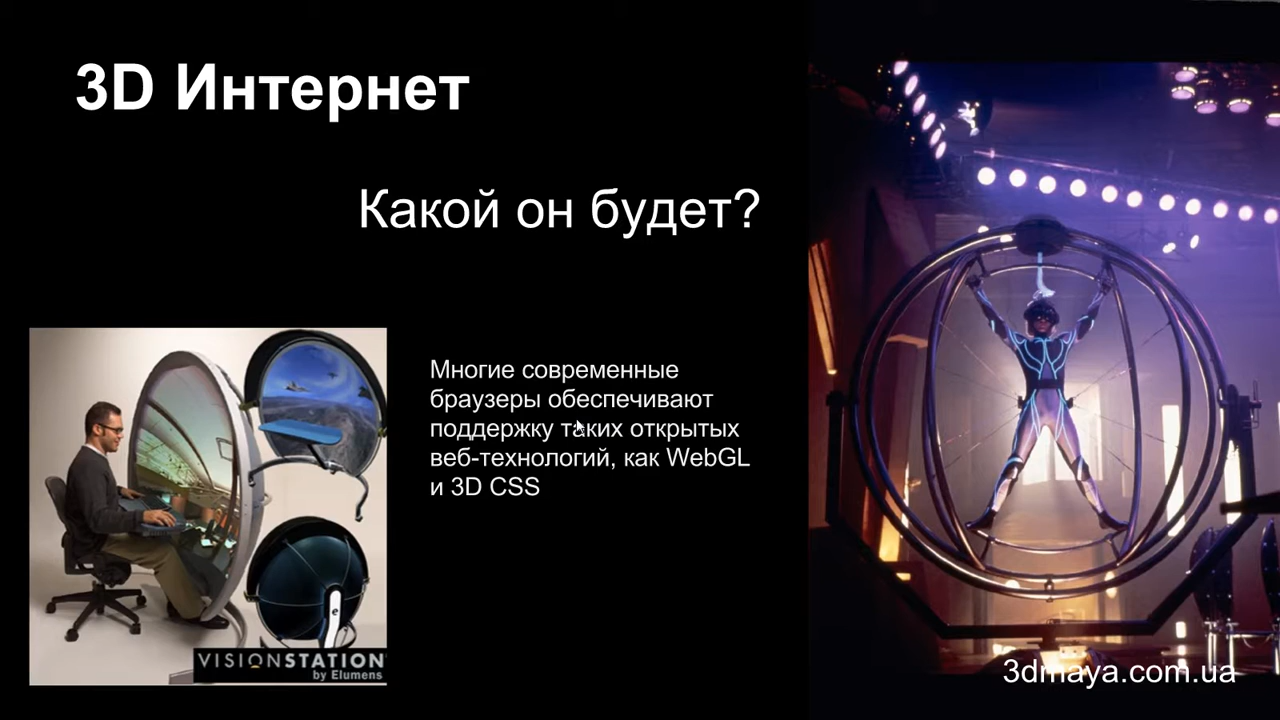 3D Интернет
Какой он будет?
Многие современные
браузеры обеспечивают
поддержку таких открытых
веб-технологий, как WebGL
и 3D CSS
VISIONSTATION
by Elumens
3dmaya.com.ua